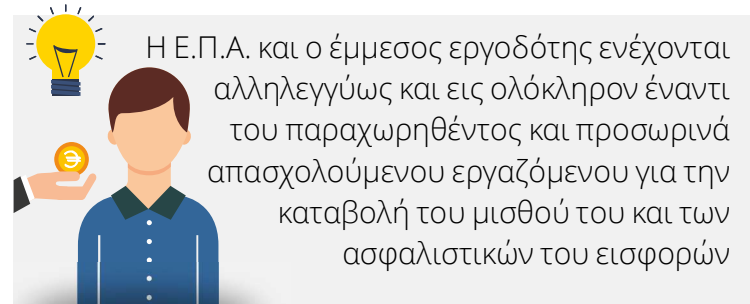 Η Ε.Π.Α. και ο έμμεσος εργοδότης ενέχονται
αλληλεγγύως και εις ολόκληρον έναντι
του παραχωρηθέντος και προσωρινά
απασχολούμενου εργαζόμενου για την
καταβολή του μισθού του και των
ασφαλιστικών του εισφορών